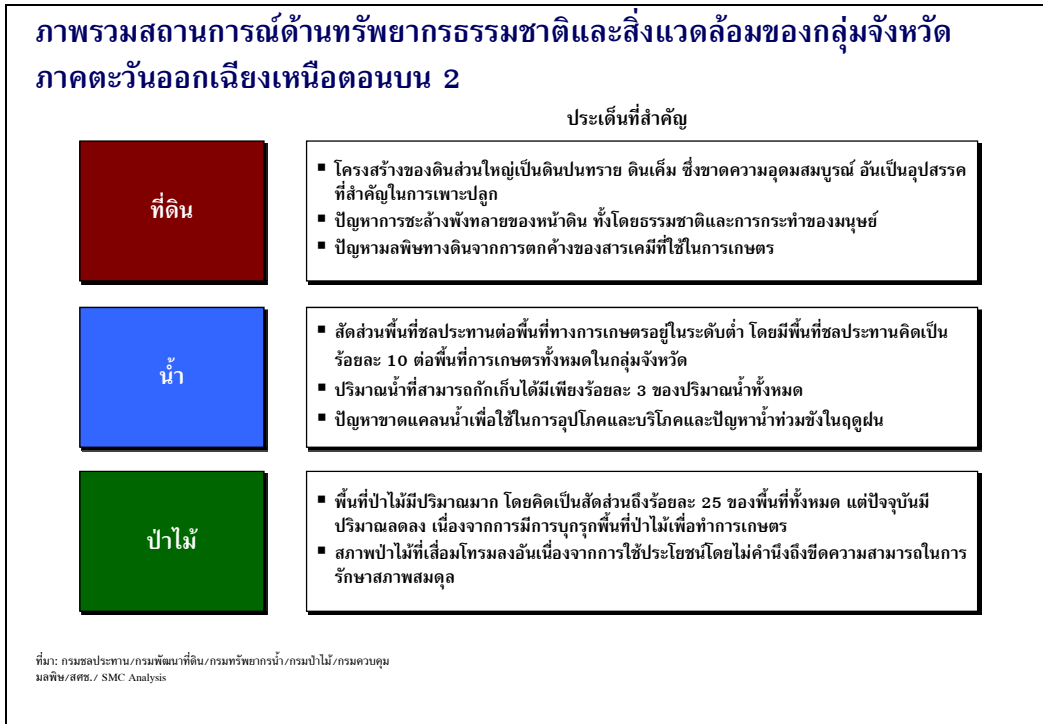 ภาพรวมสถานการณ์ด้านทรัพยากรธรรมชาติและสิ่งแวดล้อมของกลุ่มจังหวัด
ภาคตะวันออกเฉียงเหนือตอนบน 2
ประเด็นที่สำคัญ
ที่ดิน
▪ โครงสร้างของดินส่วนใหญ่เป็นดินปนทราย ดินเค็ม ซึ่งขาดความอุดมสมบูรณ์ อันเป็นอุปสรรค
ที่สำคัญในการเพาะปลูก
▪ ปัญหาการชะล้างพังทลายของหน้าดิน ทั้งโดยธรรมชาติและการกระทำของมนุษย์
▪ ปัญหามลพิษทางดินจากการตกค้างของสารเคมีที่ใช้ในการเกษตร
น้ำ
▪ สัดส่วนพื้นที่ชลประทานต่อพื้นที่ทางการเกษตรอยู่ในระดับต่ำ โดยมีพื้นที่ชลประทานคิดเป็น
ร้อยละ 10 ต่อพื้นที่การเกษตรทั้งหมดในกลุ่มจังหวัด
▪ ปริมาณน้ำที่สามารถกักเก็บได้มีเพียงร้อยละ 3 ของปริมาณน้ำทั้งหมด
▪ ปัญหาขาดแคลนน้ำเพื่อใช้ในการอุปโภคและบริโภคและปัญหาน้ำท่วมขังในฤดูฝน
ป่าไม้
▪ พื้นที่ป่าไม้มีปริมาณมาก โดยคิดเป็นสัดส่วนถึงร้อยละ 25 ของพื้นที่ทั้งหมด แต่ปัจจุบันมี
ปริมาณลดลง เนื่องจากการมีการบุกรุกพื้นที่ป่าไม้เพื่อทำการเกษตร
▪ สภาพป่าไม้ที่เสื่อมโทรมลงอันเนื่องจากการใช้ประโยชน์โดยไม่คำนึงถึงขีดความสามารถในการ
รักษาสภาพสมดุล
ที่มา: กรมชลประทาน/กรมพัฒนาที่ดิน/กรมทรัพยากรน้ำ/กรมป่าไม้/กรมควบคุม
มลพิษ/สศช./ SMC Analysis